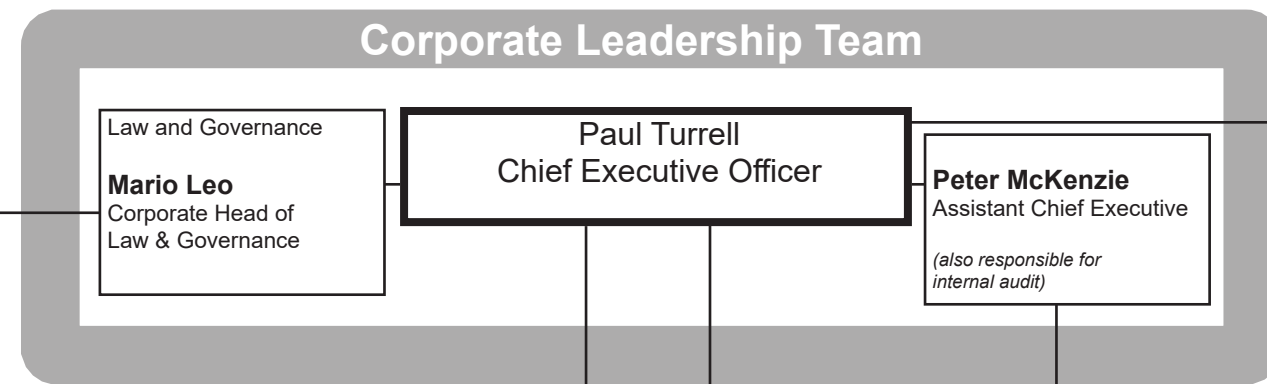 Corporate Leadership Team
Law and Governance
Mario Leo
Corporate Head of
Law & Governance
Paul Turrell
Chief Executive Officer
Peter McKenzie
Assistant Chief Executive
(also responsible for
internal audit)